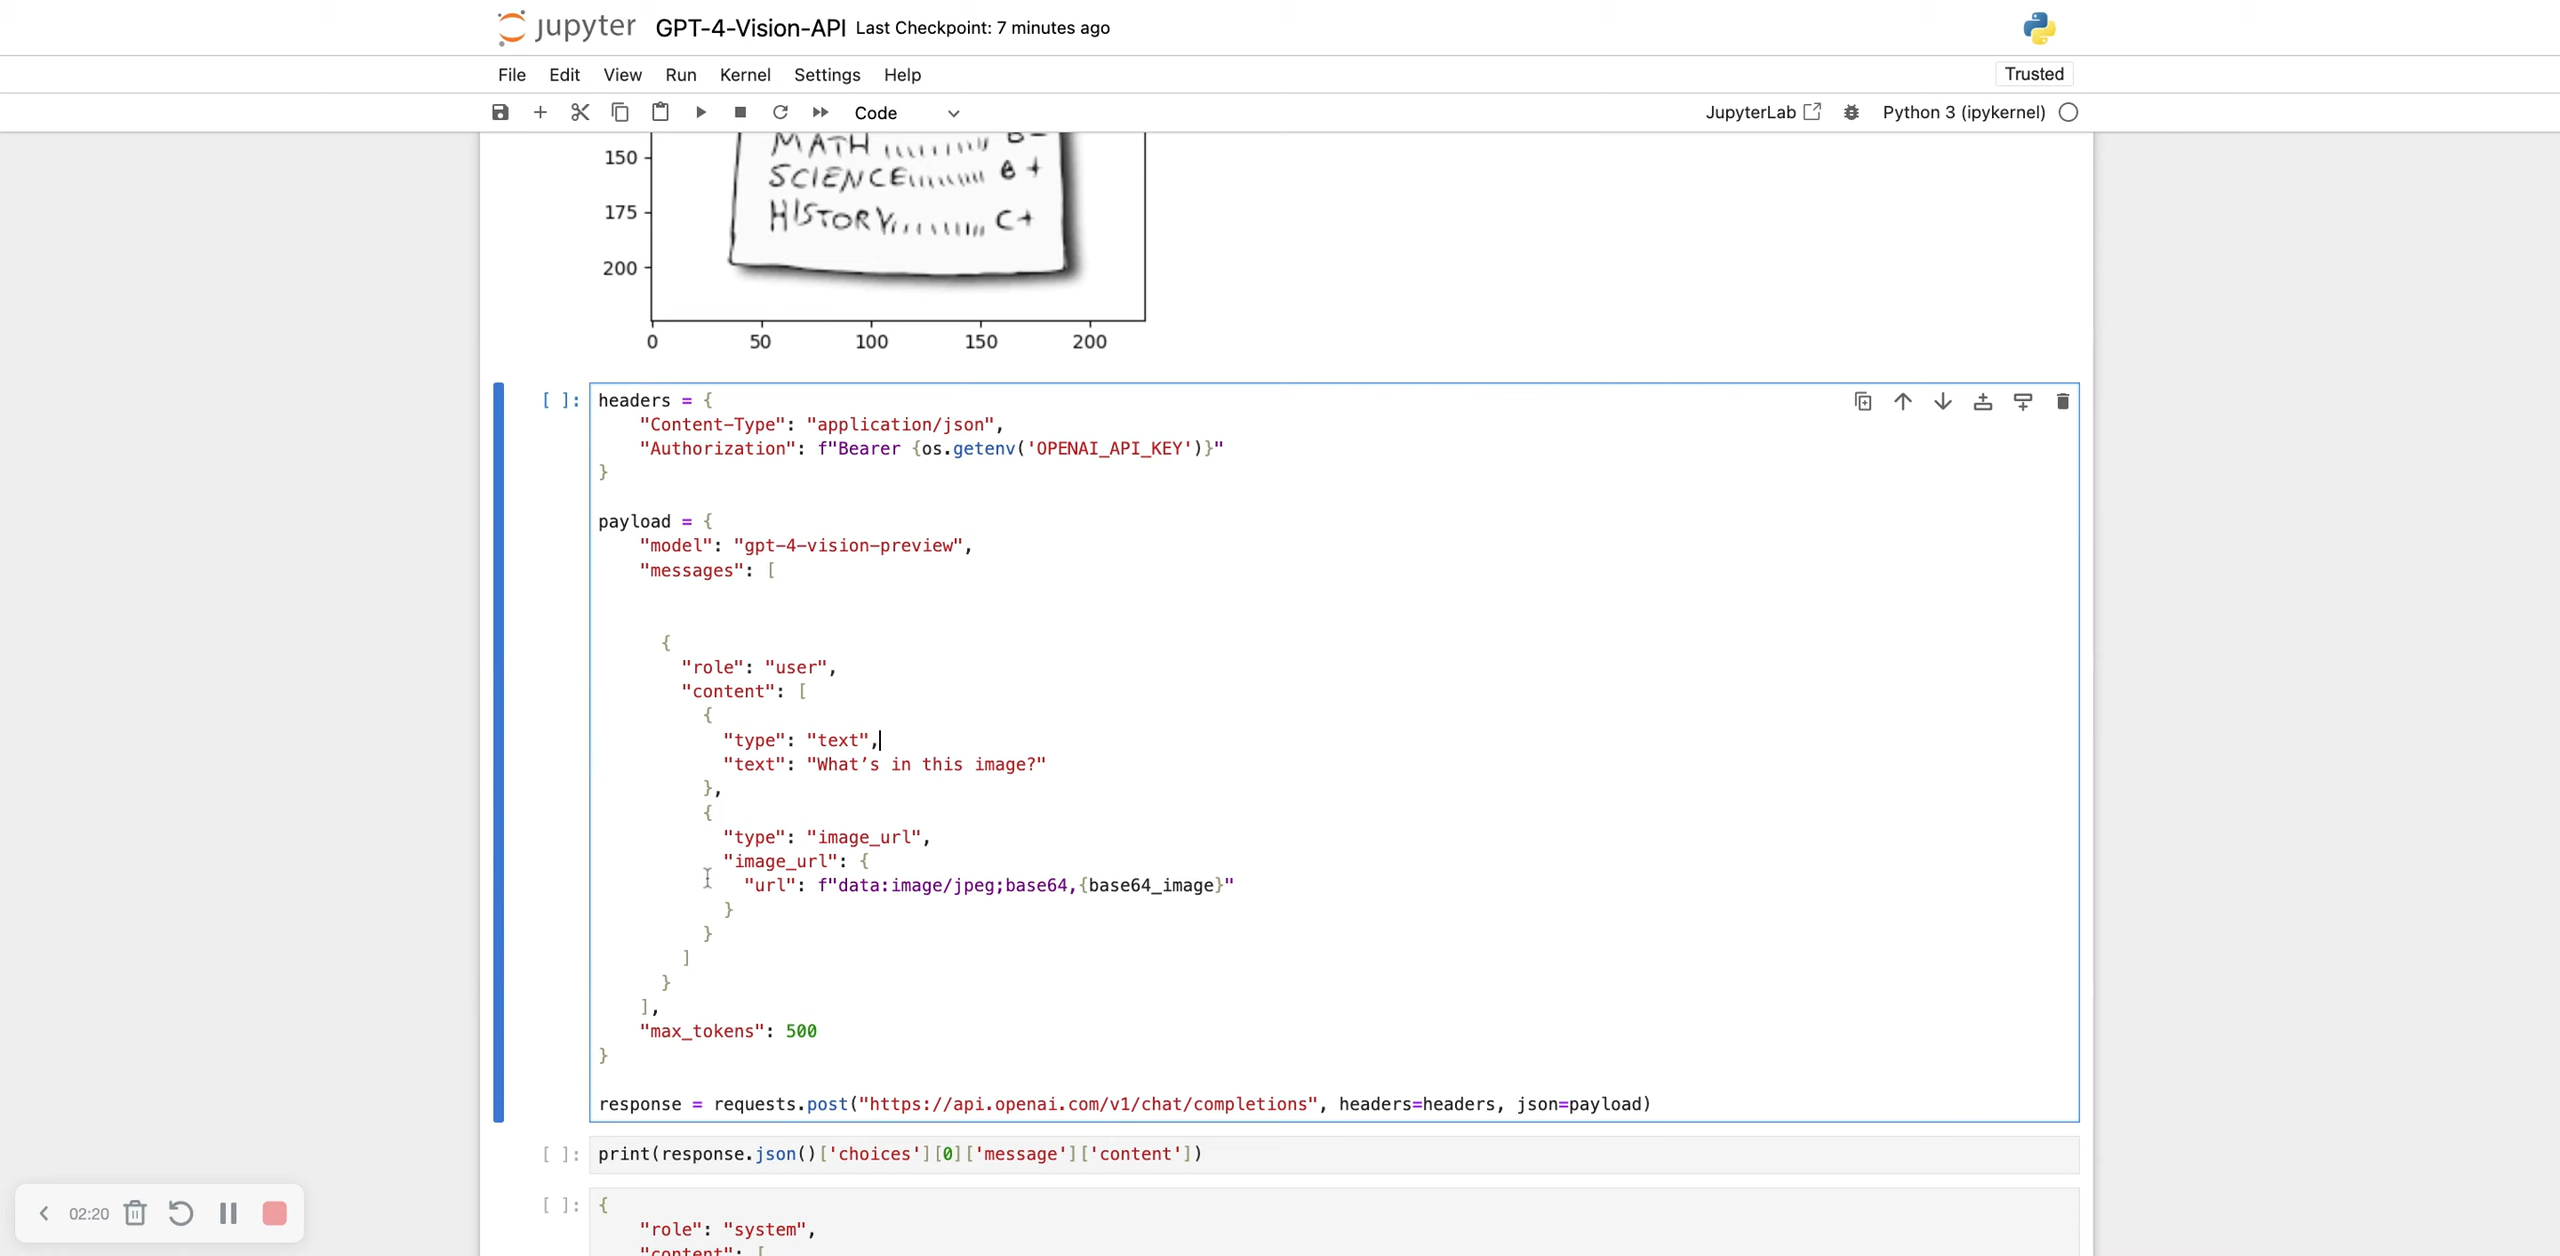 jupyter GPT-4-Vision-API Last Checkpoint: 7 minutes ago
File Edit View Run Kernel Settings Help Trusted
Code JupyterLab Python 3 (ipykernel)
MATH B-
150
SCIENCE B+
175
HISTORY C+
200
0 50 100 150 200
[ ]: headers = {
"Content-Type": "application/json",
"Authorization": f"Bearer {os.getenv('OPENAI_API_KEY')}"
}
payload = {
"model": "gpt-4-vision-preview",
"messages": [
{
"role": "user",
"content": [
{
"type": "text",
"text": "What’s in this image?"
},
{
"type": "image_url",
"image_url": {
"url": f"data:image/jpeg;base64,{base64_image}"
}
}
]
}
],
"max_tokens": 500
}
response = requests.post("https://api.openai.com/v1/chat/completions", headers=headers, json=payload)
[ ]: print(response.json()['choices'][0]['message']['content'])
[ ]: {
"role": "system",
"content": [
02:20